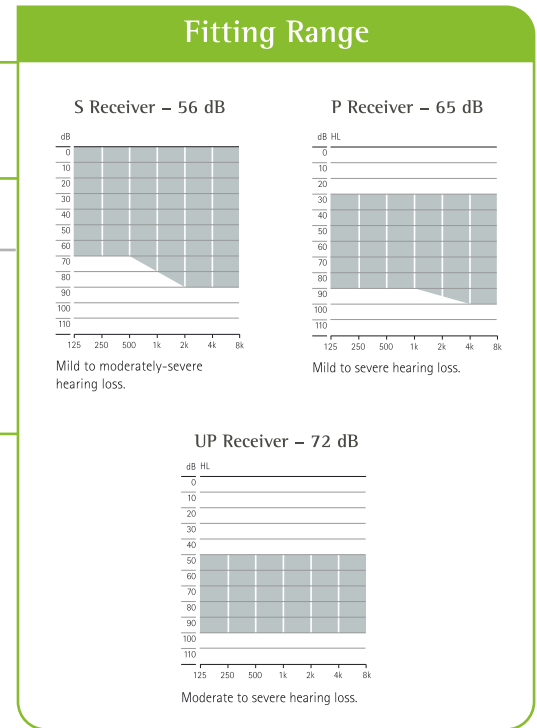 Fitting Range
S Receiver – 56 dB
dB
0
10
20
30
40
50
60
70
80
90
100
110
125 250 500 1k 2k 4k 8k
Mild to moderately-severe
hearing loss.
P Receiver – 65 dB
dB HL
0
10
20
30
40
50
60
70
80
90
100
110
125 250 500 1k 2k 4k 8k
Mild to severe hearing loss.
UP Receiver – 72 dB
dB HL
0
10
20
30
40
50
60
70
80
90
100
110
125 250 500 1k 2k 4k 8k
Moderate to severe hearing loss.